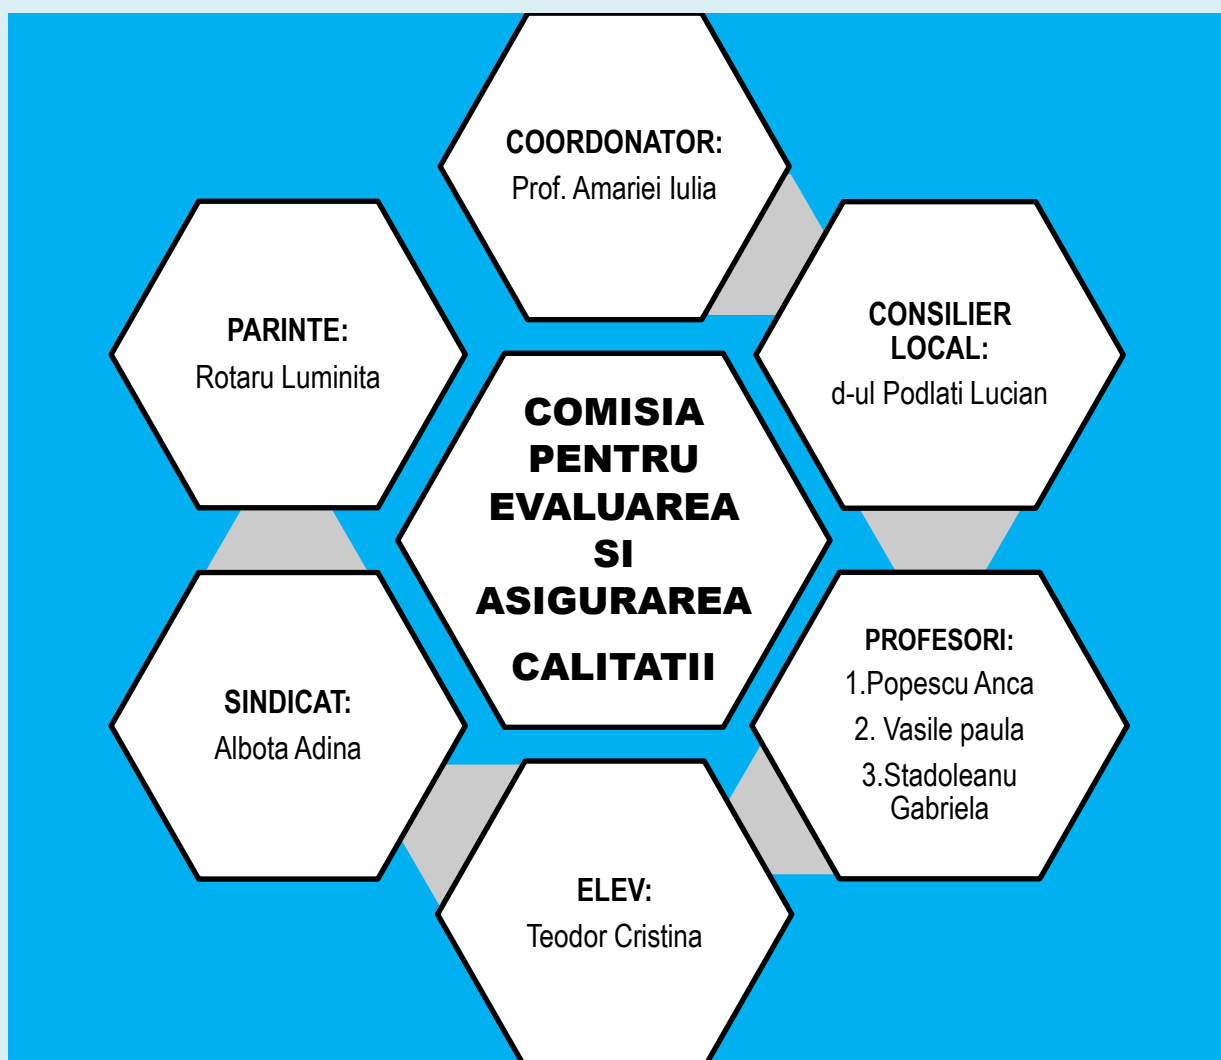 COORDONATOR:
Prof. Amariei Iulia
CONSILIER
LOCAL:
d-ul Podlati Lucian
PROFESORI:
1.Popescu Anca
2. Vasile paula
3.Stadoleanu
Gabriela
ELEV:
Teodor Cristina
SINDICAT:
Albota Adina
PARINTE:
Rotaru Luminita
COMISIA
PENTRU
EVALUAREA
SI
ASIGURAREA
CALITATII